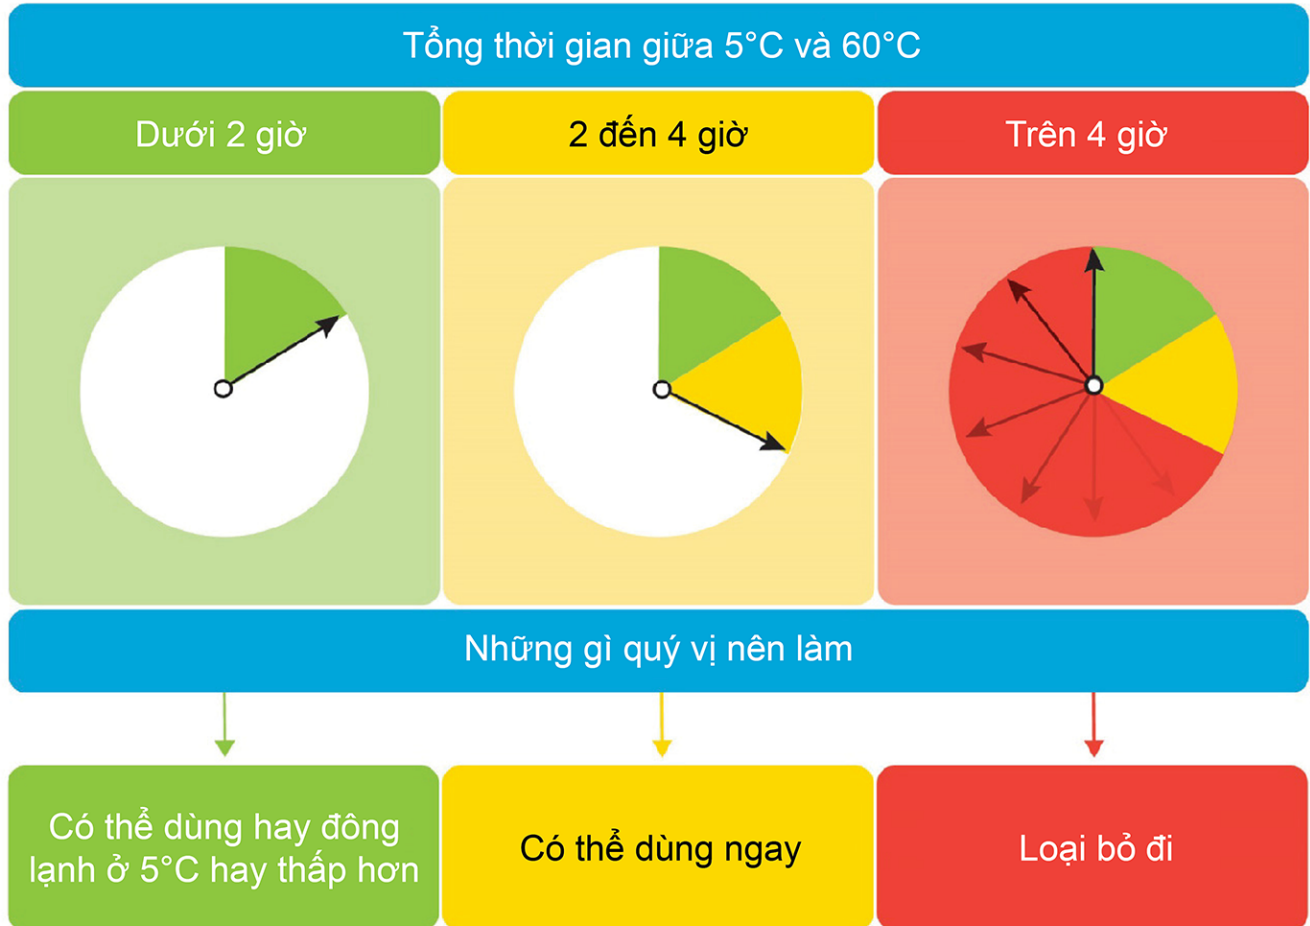 Tổng thời gian giữa 5°C và 60°C
Dưới 2 giờ
2 đến 4 giờ
Trên 4 giờ
Những gì quý vị nên làm
Có thể dùng hay đông
lạnh ở 5°C hay thấp hơn
Có thể dùng ngay
Loại bỏ đi